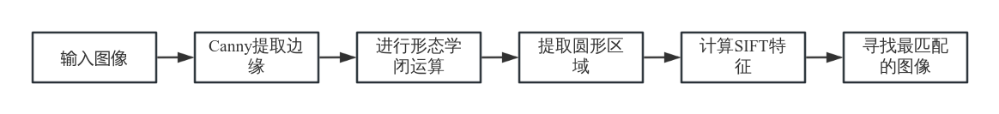 输入图像
Canny提取边
缘
进行形态学
闭运算
提取圆形区
域
计算SIFT特
征
寻找最匹配
的图像